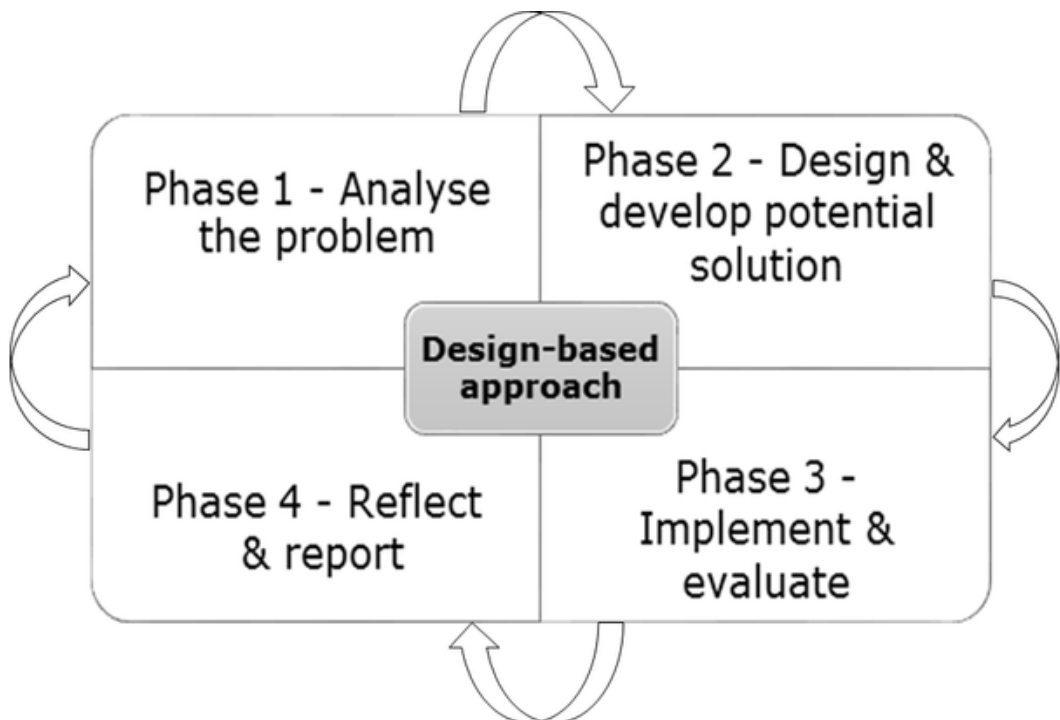 Phase 1 - Analyse
the problem
Phase 2 - Design &
develop potential
solution
Design-based
approach
Phase 4 - Reflect
& report
Phase 3 -
Implement &
evaluate